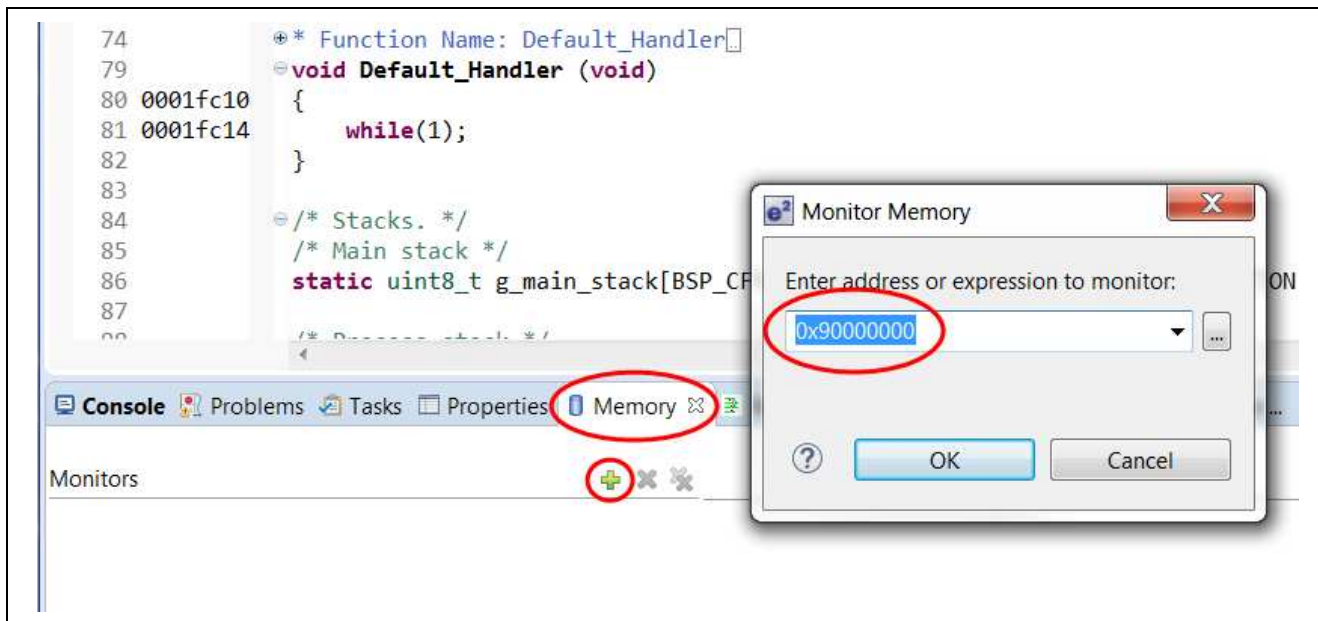 74 * Function Name: Default_Handler
79 void Default_Handler (void)
80 0001fc10 {
81 0001fc14 while(1);
82 }
83
84 /* Stacks. */
85 /* Main stack */
86 static uint8_t g_main_stack[BSP_CF ON
87
e² Monitor Memory
Enter address or expression to monitor:
0x90000000 ...
? OK Cancel
Console Problems Tasks Properties Memory ...
Monitors